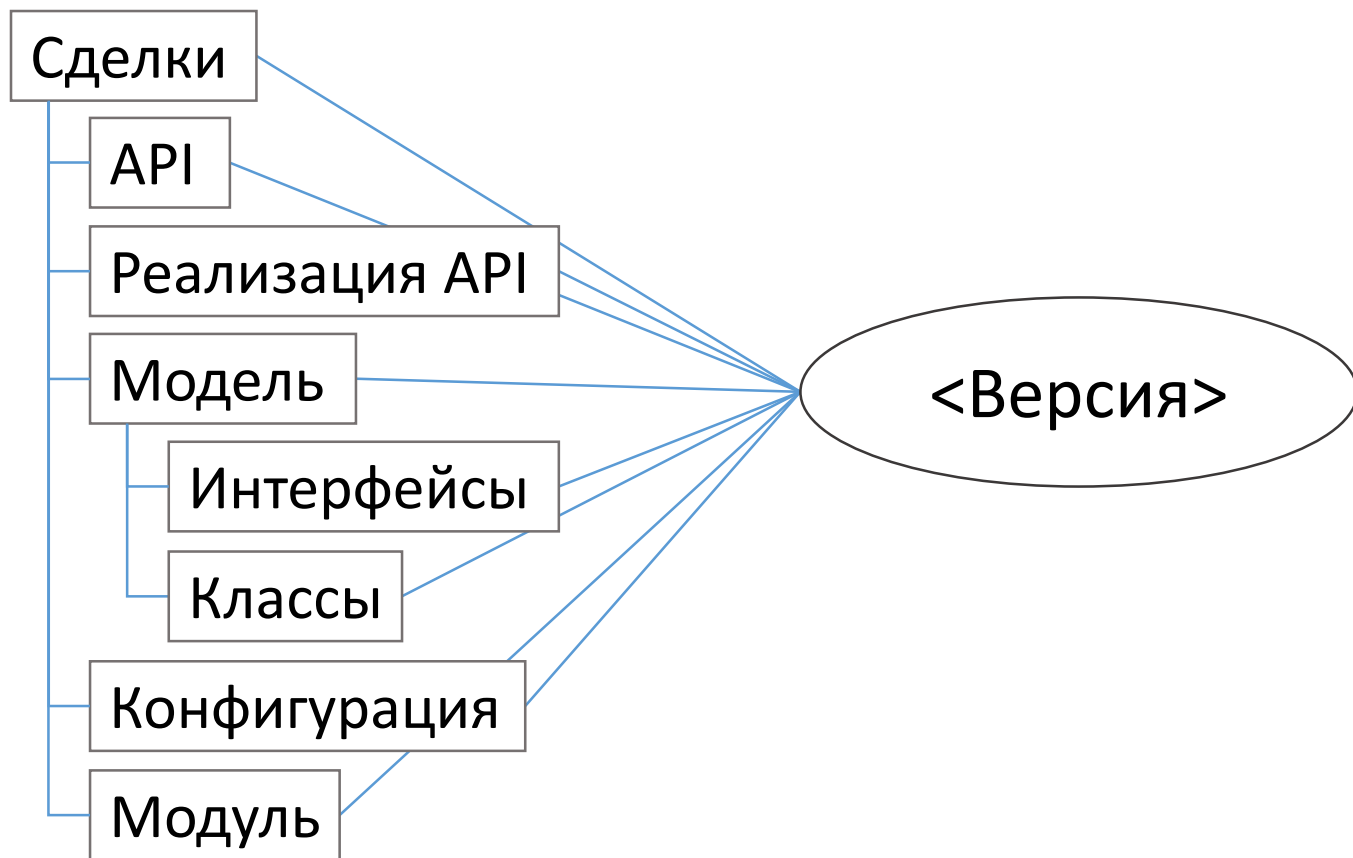 Сделки
API
Реализация API
Модель
<Версия>
Интерфейсы
Классы
Конфигурация
Модуль